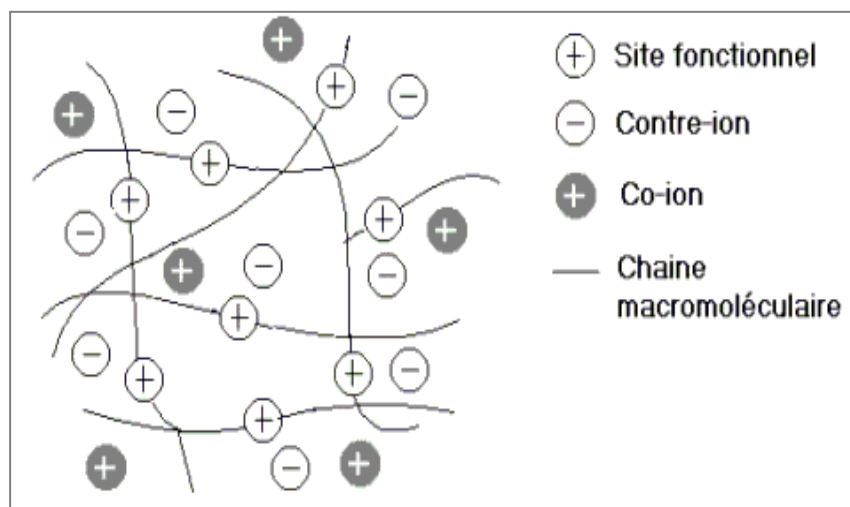 Site fonctionnel
Contre-ion
Co-ion
Chaine
macromoléculaire